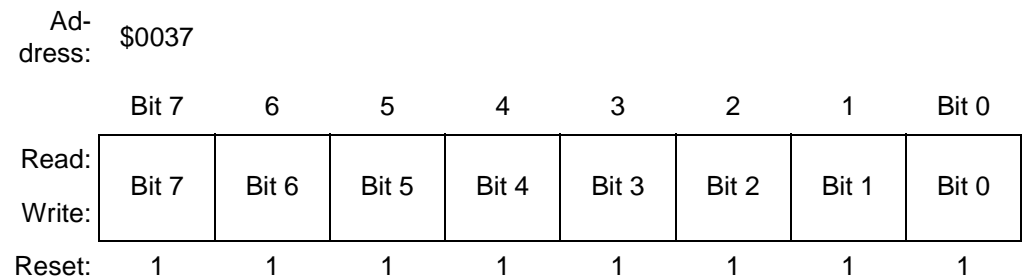 Ad-
dress: $0037
Bit 7 6 5 4 3 2 1 Bit 0
Read:
Bit 7 Bit 6 Bit 5 Bit 4 Bit 3 Bit 2 Bit 1 Bit 0
Write:
Reset: 1 1 1 1 1 1 1 1